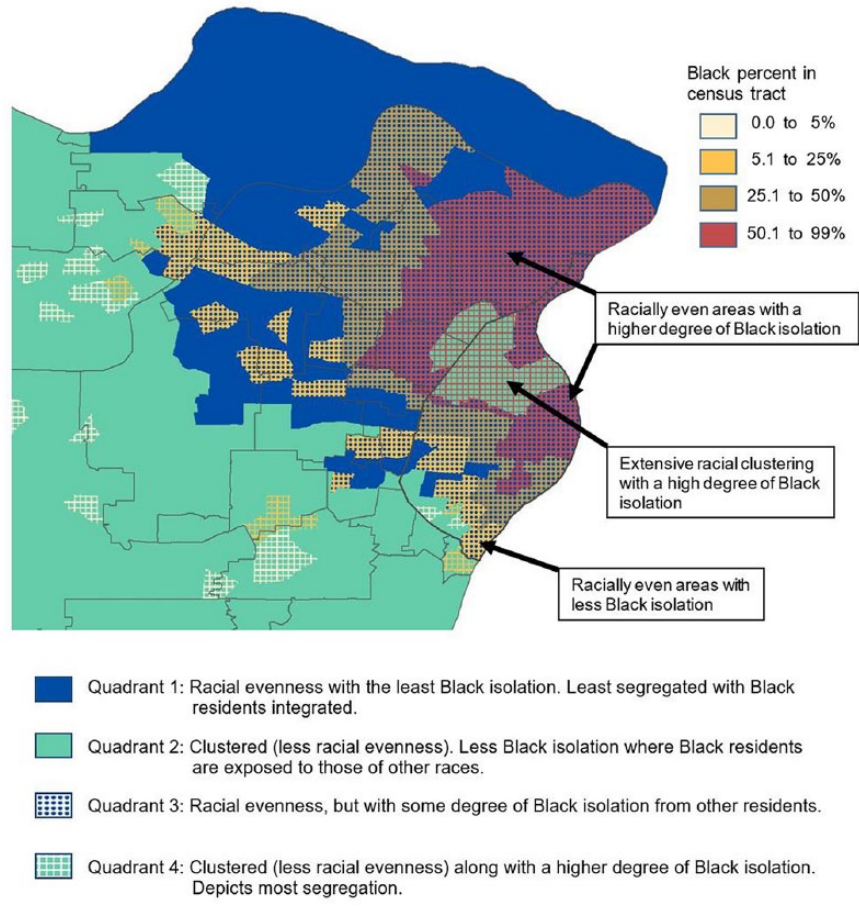 Black percent in
census tract
0.0 to 5%
5.1 to 25%
25.1 to 50%
50.1 to 99%
Racially even areas with a
higher degree of Black isolation
Extensive racial clustering
with a high degree of Black
isolation
Racially even areas with
less Black isolation
Quadrant 1: Racial evenness with the least Black isolation. Least segregated with Black
residents integrated.
Quadrant 2: Clustered (less racial evenness). Less Black isolation where Black residents
are exposed to those of other races.
Quadrant 3: Racial evenness, but with some degree of Black isolation from other residents.
Quadrant 4: Clustered (less racial evenness) along with a higher degree of Black isolation.
Depicts most segregation.